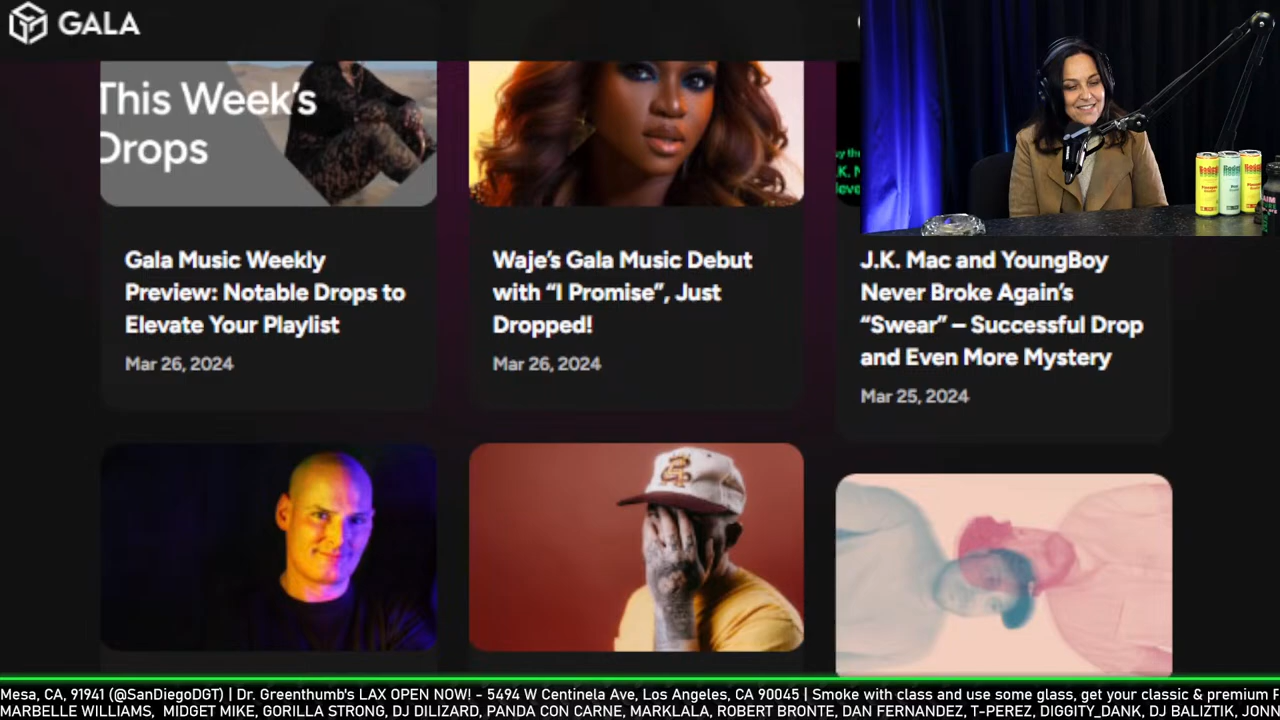 GALA
This Week's
Drops
Gala Music Weekly
Preview: Notable Drops to
Elevate Your Playlist
Mar 26, 2024
Waje's Gala Music Debut
with “I Promise”, Just
Dropped!
Mar 26, 2024
J.K. Mac and YoungBoy
Never Broke Again's
“Swear” – Successful Drop
and Even More Mystery
Mar 25, 2024
AIM
Mesa, CA, 91941 (@SanDiegoDGT) | Dr. Greenthumb's LAX OPEN NOW! - 5494 W Centinela Ave, Los Angeles, CA 90045 | Smoke with class and use some glass, get your classic & premium
MARBELLE WILLIAMS, MIDGET MIKE, GORILLA STRONG, DJ DILIZARD, PANDA CON CARNE, MARKLALA, ROBERT BRONTE, DAN FERNANDEZ, T-PEREZ, DIGGITY_DANK, DJ BALIZTIK,